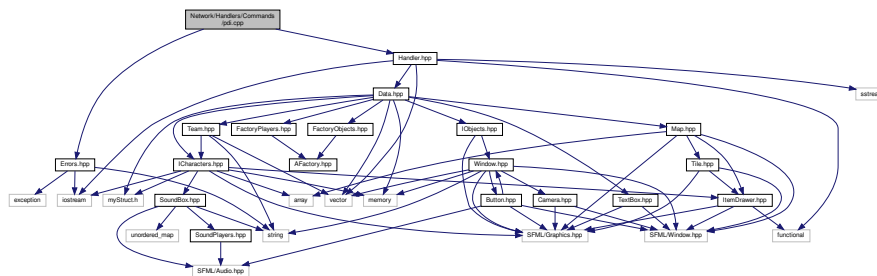 Network/Handlers/Commands
/pdi.cpp
Handler.hpp
Data.hpp
sstream
Team.hpp
FactoryPlayers.hpp
FactoryObjects.hpp
IObjects.hpp
Map.hpp
Errors.hpp
ICharacters.hpp
AFactory.hpp
Window.hpp
Tile.hpp
exception
iostream
myStruct.h
SoundBox.hpp
array
vector
memory
Button.hpp
Camera.hpp
TextBox.hpp
ItemDrawer.hpp
unordered_map
SoundPlayers.hpp
string
SFML/Graphics.hpp
SFML/Window.hpp
functional
SFML/Audio.hpp